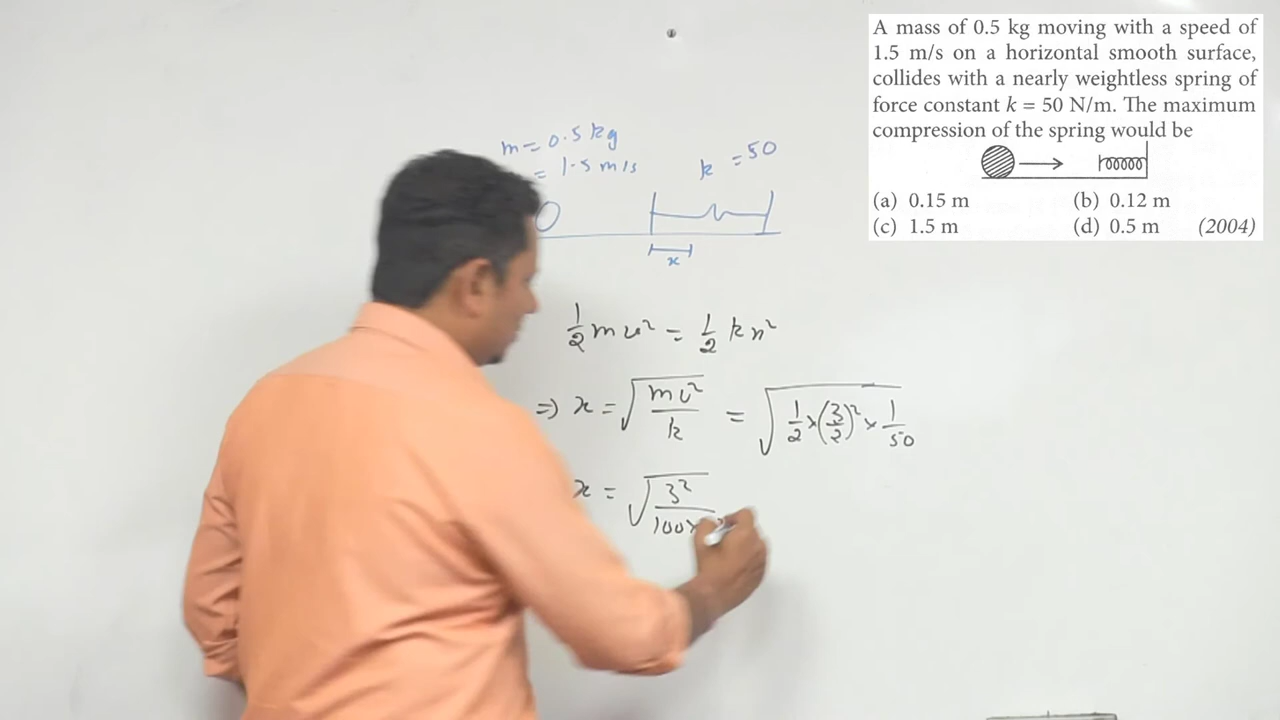 A mass of 0.5 kg moving with a speed of
1.5 m/s on a horizontal smooth surface,
collides with a nearly weightless spring of
force constant k = 50 N/m. The maximum
compression of the spring would be
(a) 0.15 m (b) 0.12 m
(c) 1.5 m (d) 0.5 m (2004)
m = 0.5 kg
= 1.5 m/s
k = 50
x
1/2 mv² = 1/2 kx²
⇒ x = √(mv²/k) = √(1/2 × (3/2)² × 1/50)
x = √(3²/100×